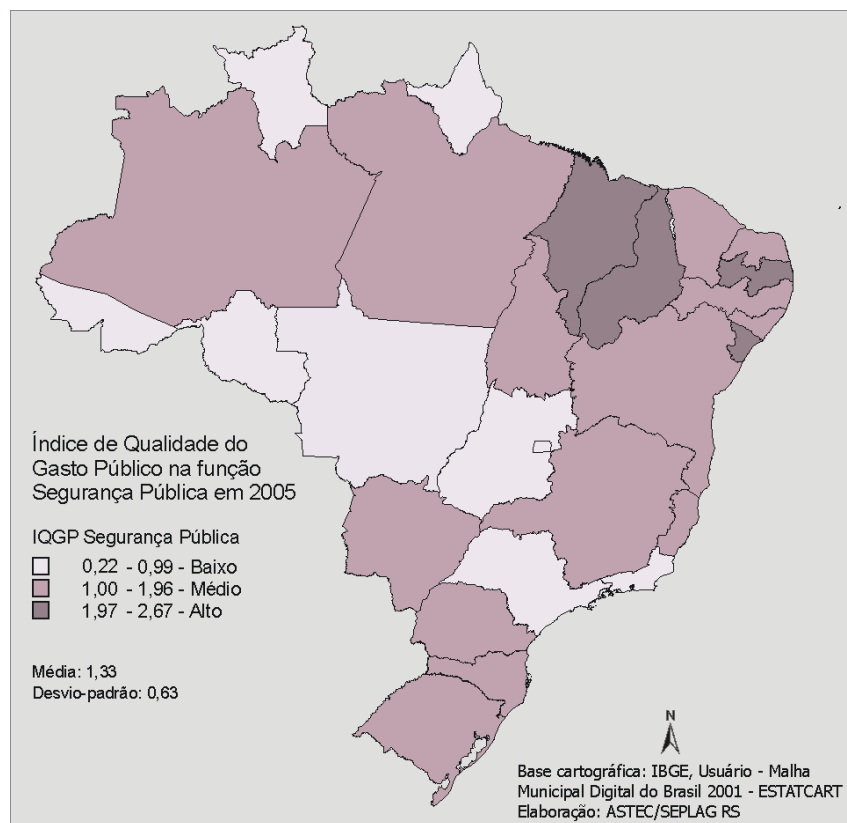 Índice de Qualidade do
Gasto Público na função
Segurança Pública em 2005
IQGP Segurança Pública
0,22 - 0,99 - Baixo
1,00 - 1,96 - Médio
1,97 - 2,67 - Alto
Média: 1,33
Desvio-padrão: 0,63
N
Base cartográfica: IBGE, Usuário - Malha
Municipal Digital do Brasil 2001 - ESTATCART
Elaboração: ASTEC/SEPLAG RS